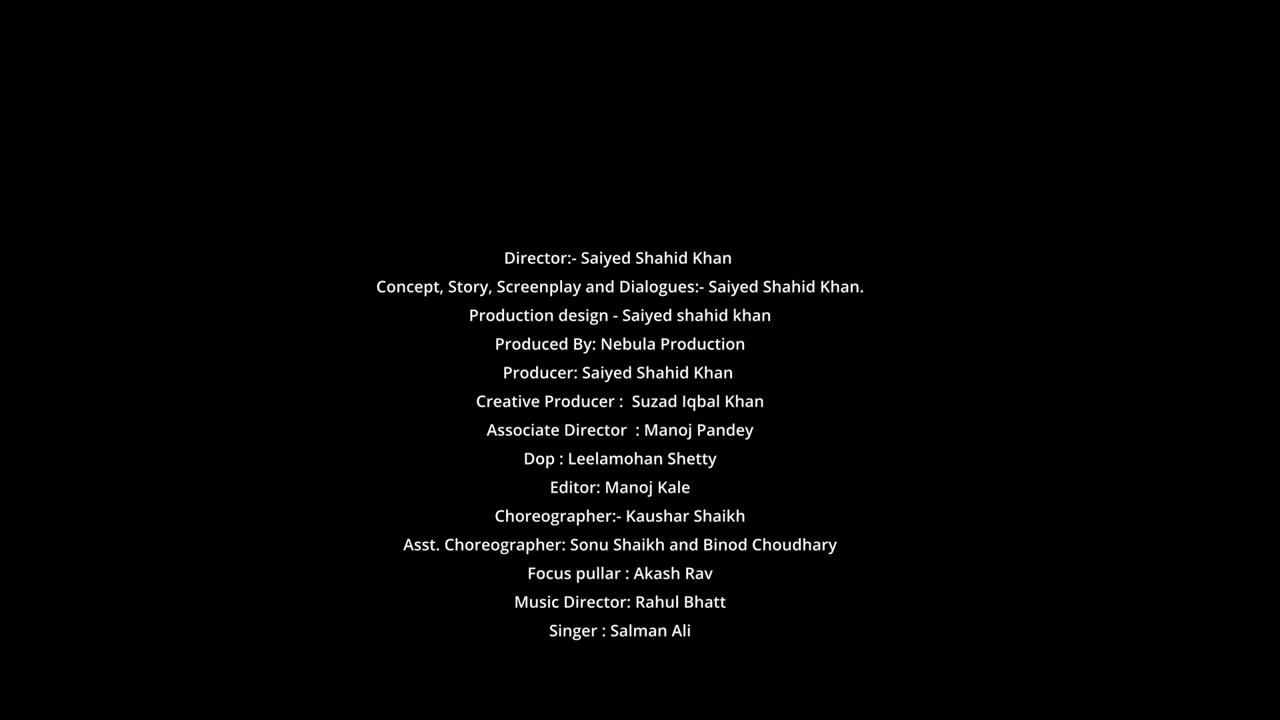 Director:- Saiyed Shahid Khan
Concept, Story, Screenplay and Dialogues:- Saiyed Shahid Khan.
Production design - Saiyed shahid khan
Produced By: Nebula Production
Producer: Saiyed Shahid Khan
Creative Producer :  Suzad Iqbal Khan
Associate Director  : Manoj Pandey
Dop : Leelamohan Shetty
Editor: Manoj Kale
Choreographer:- Kaushar Shaikh
Asst. Choreographer: Sonu Shaikh and Binod Choudhary
Focus pullar : Akash Rav
Music Director: Rahul Bhatt
Singer : Salman Ali